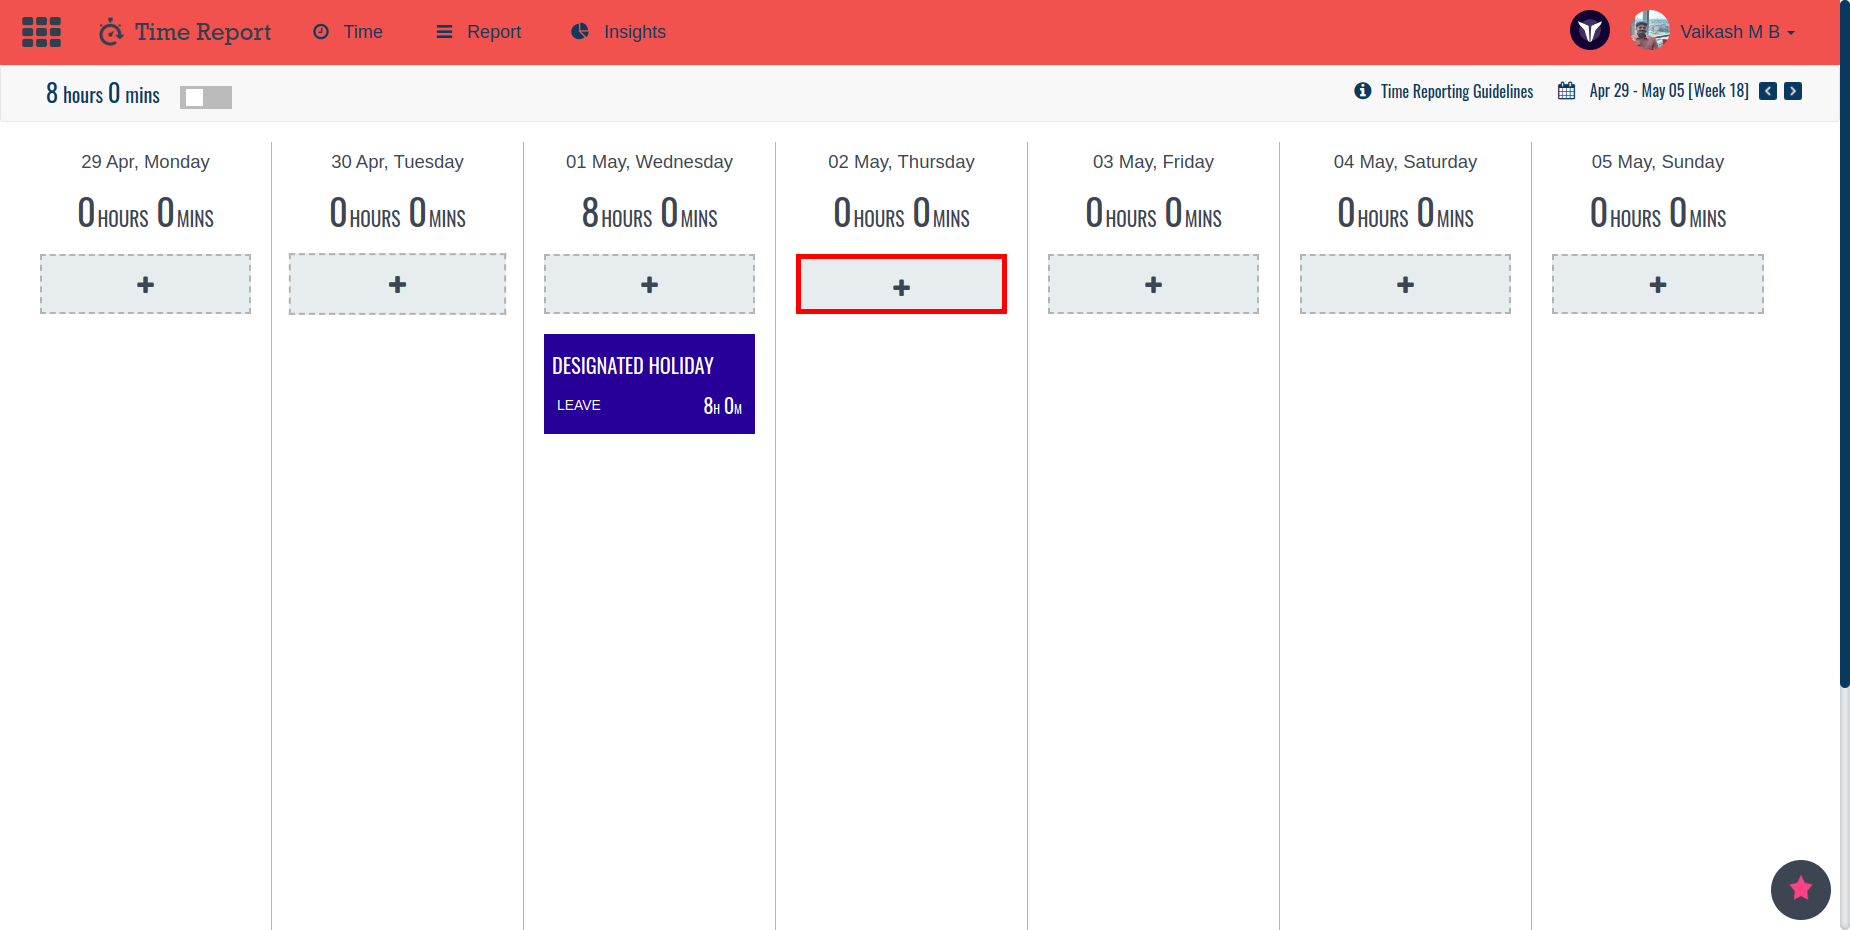 Time Report
Time
Report
Insights
Vaikash M B
8 hours 0 mins
Time Reporting Guidelines
Apr 29 - May 05 [Week 18]
29 Apr, Monday
30 Apr, Tuesday
01 May, Wednesday
02 May, Thursday
03 May, Friday
04 May, Saturday
05 May, Sunday
0 HOURS 0 MINS
0 HOURS 0 MINS
8 HOURS 0 MINS
0 HOURS 0 MINS
0 HOURS 0 MINS
0 HOURS 0 MINS
0 HOURS 0 MINS
DESIGNATED HOLIDAY
LEAVE
8H 0M